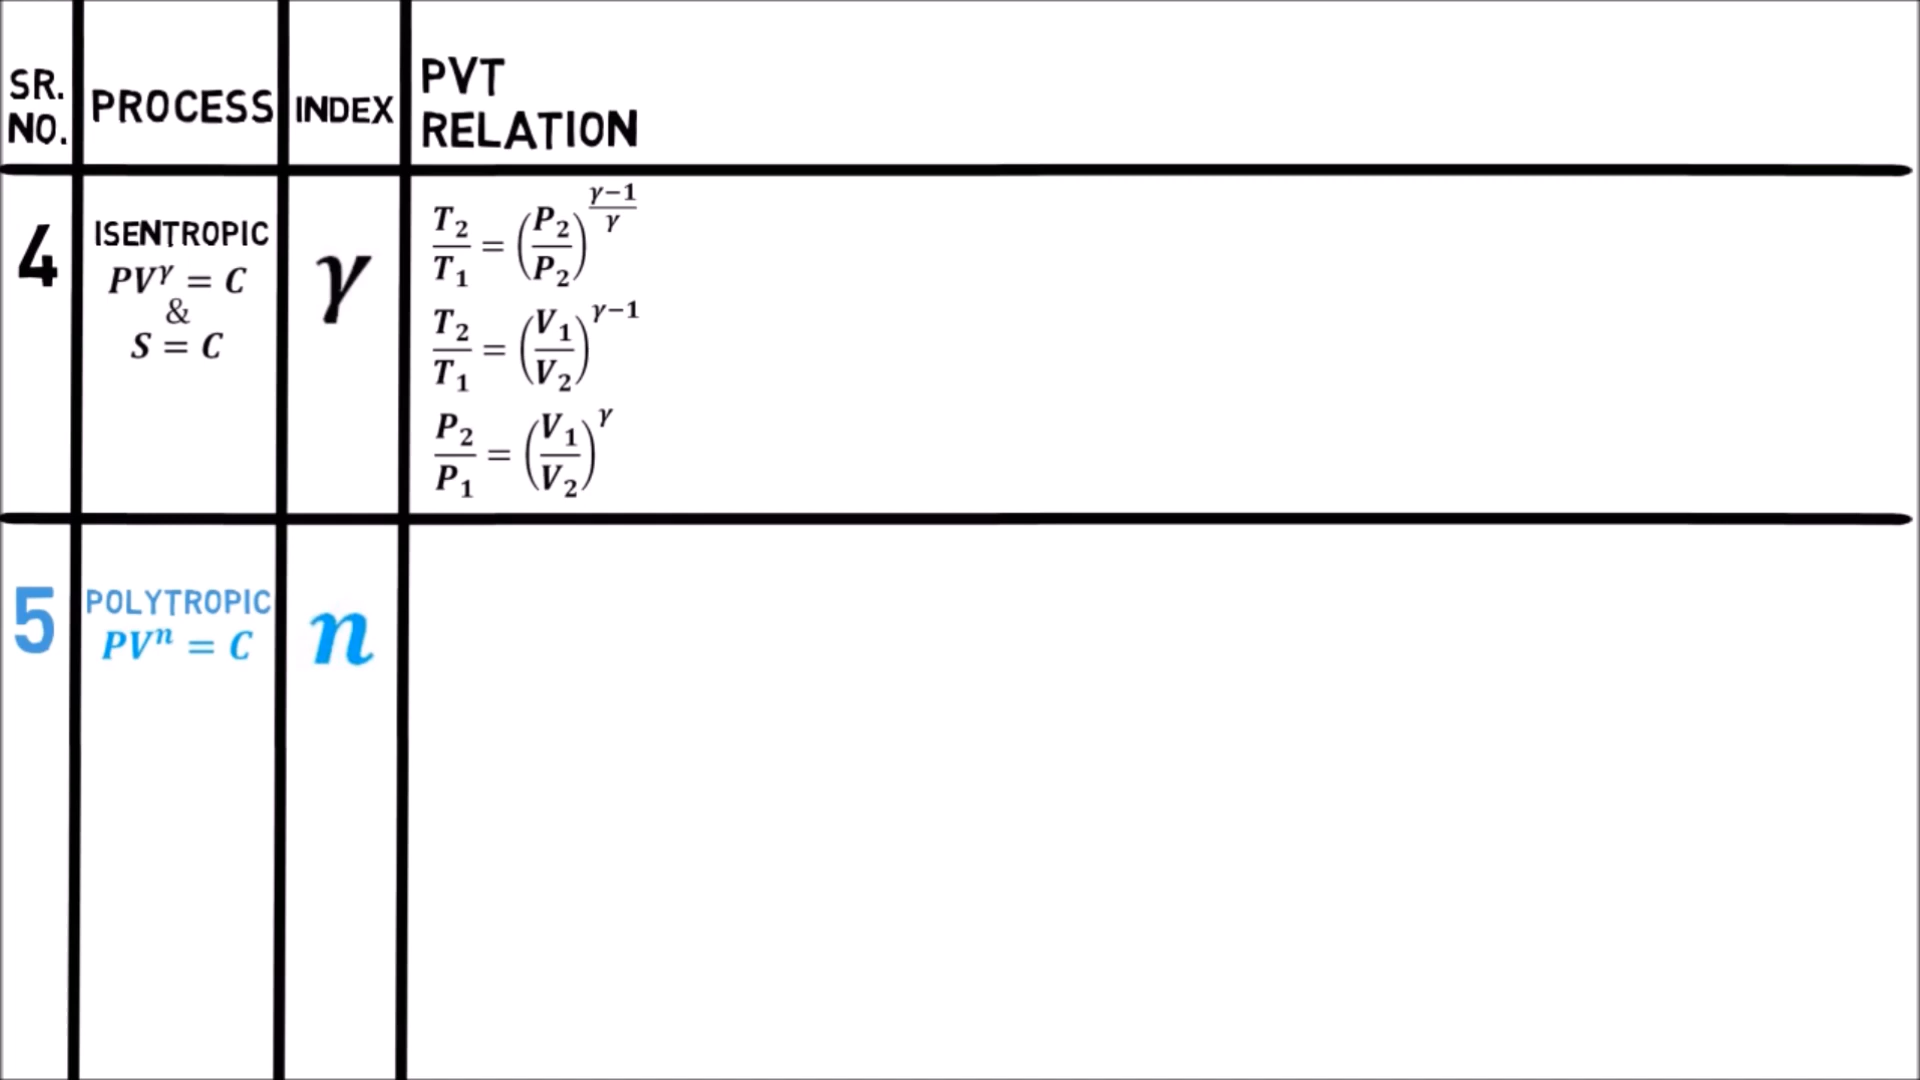 SR. NO. PROCESS INDEX PVT RELATION
4
ISENTROPIC
PV^γ = C
&
S = C
γ
T₂/T₁ = (P₂/P₂)^((γ−1)/γ)
T₂/T₁ = (V₁/V₂)^(γ−1)
P₂/P₁ = (V₁/V₂)^γ
5
POLYTROPIC
PVⁿ = C
n